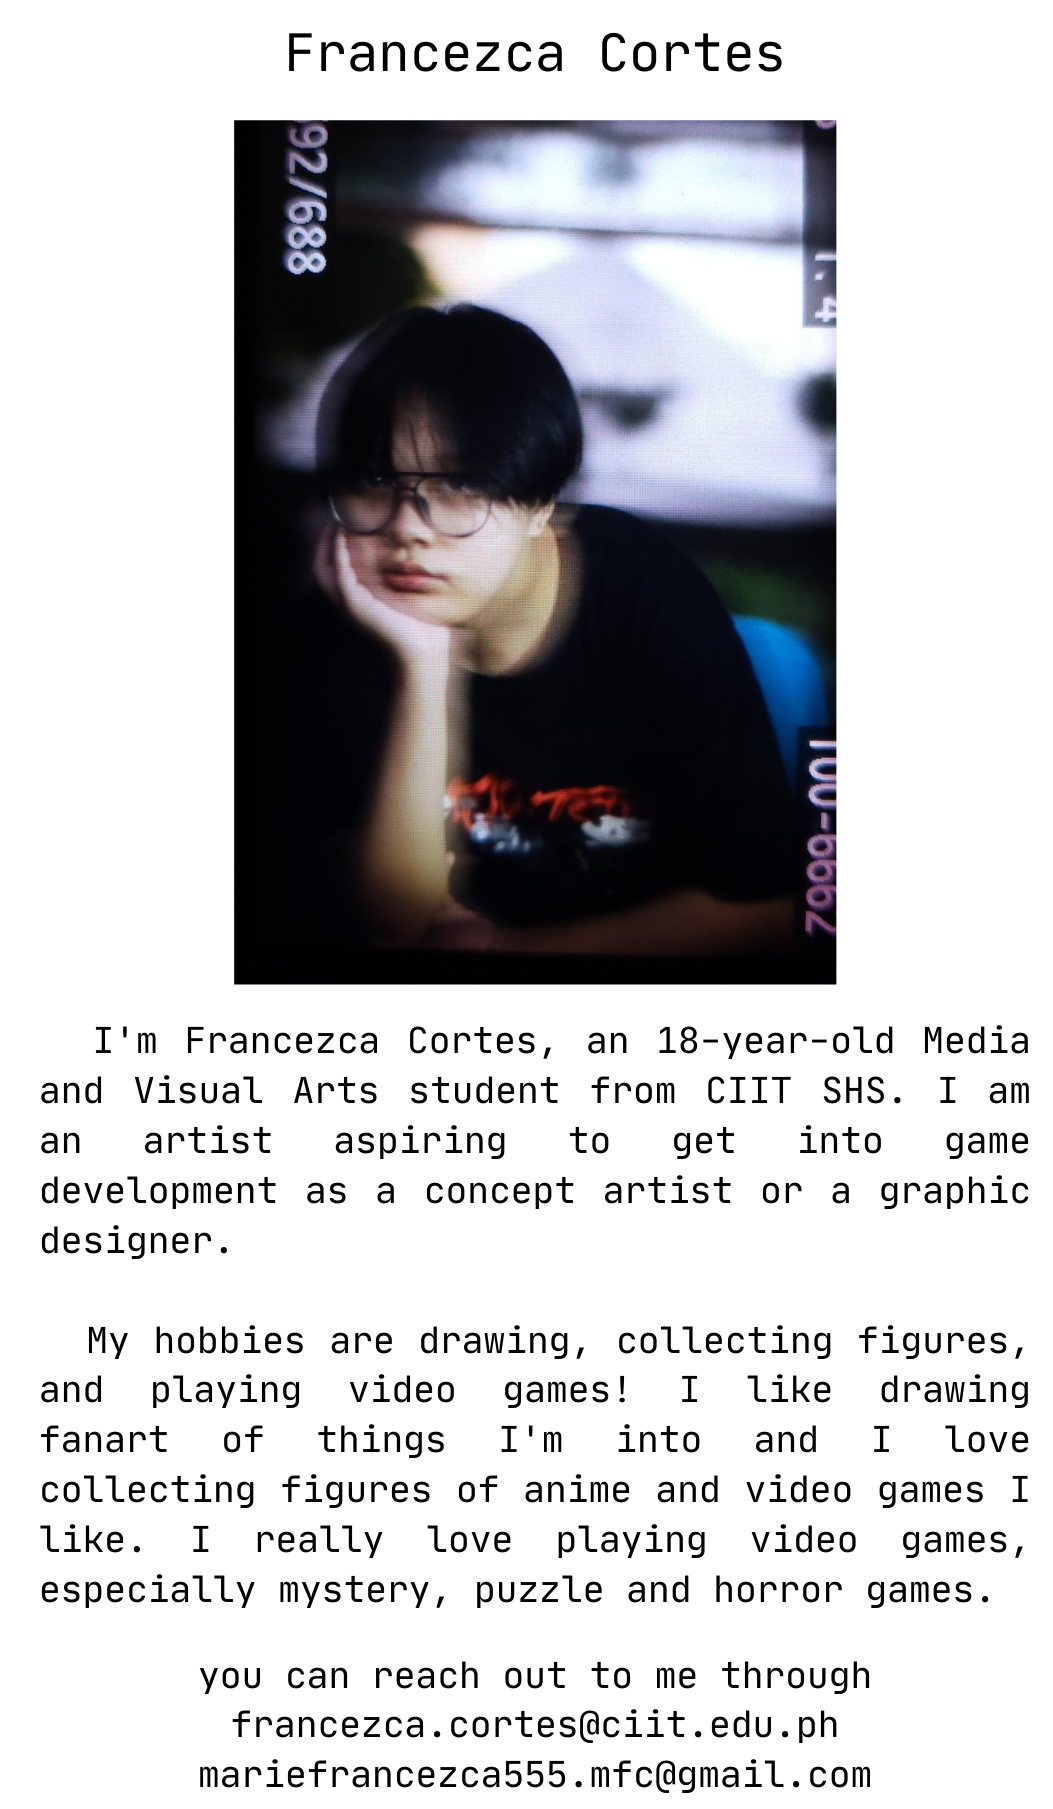 Francezca Cortes
92/688
1.4
100-6662
I'm Francezca Cortes, an 18-year-old Media
and Visual Arts student from CIIT SHS. I am
an artist aspiring to get into game
development as a concept artist or a graphic
designer.
My hobbies are drawing, collecting figures,
and playing video games! I like drawing
fanart of things I'm into and I love
collecting figures of anime and video games I
like. I really love playing video games,
especially mystery, puzzle and horror games.
you can reach out to me through
francezca.cortes@ciit.edu.ph
mariefrancezca555.mfc@gmail.com